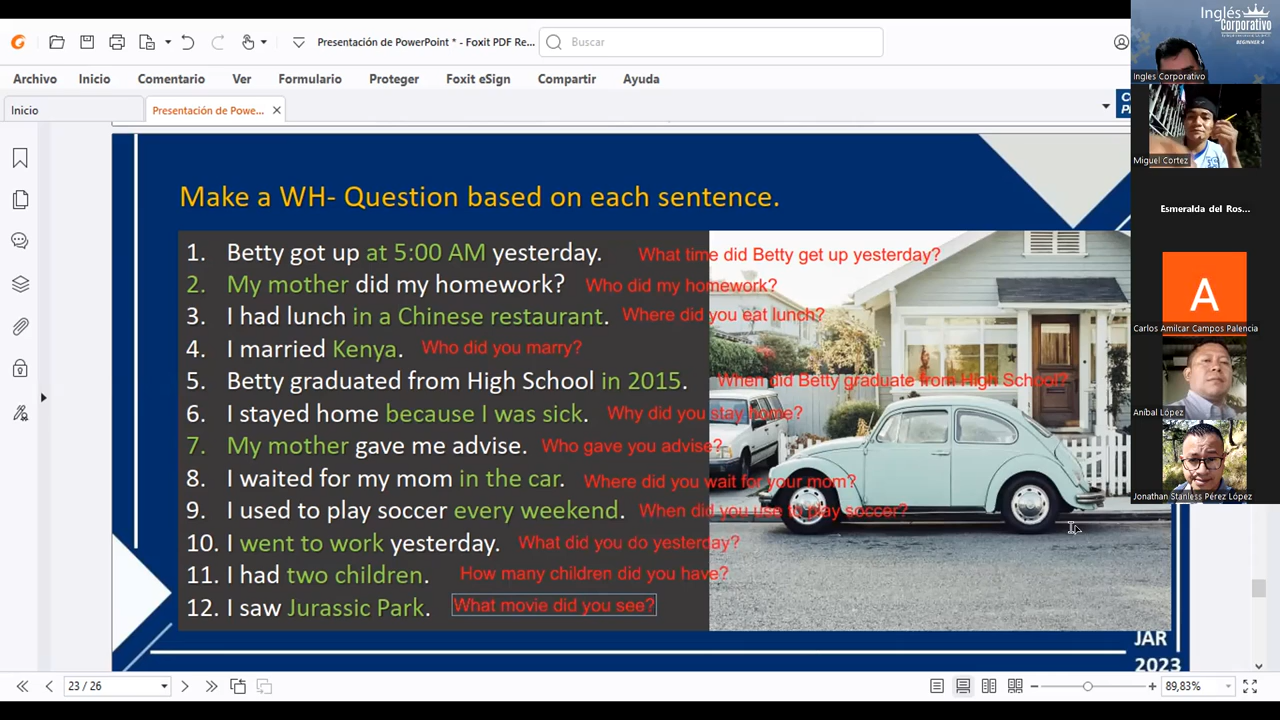 Presentación de PowerPoint * - Foxit PDF Re...
Buscar
Archivo Inicio Comentario Ver Formulario Proteger Foxit eSign Compartir Ayuda
Inicio Presentación de Powe...
Make a WH- Question based on each sentence.
1. Betty got up at 5:00 AM yesterday. What time did Betty get up yesterday?
2. My mother did my homework? Who did my homework?
3. I had lunch in a Chinese restaurant. Where did you eat lunch?
4. I married Kenya. Who did you marry?
5. Betty graduated from High School in 2015. When did Betty graduate from High School?
6. I stayed home because I was sick. Why did you stay home?
7. My mother gave me advise. Who gave you advise?
8. I waited for my mom in the car. Where did you wait for your mom?
9. I used to play soccer every weekend. When did you use to play soccer?
10. I went to work yesterday. What did you do yesterday?
11. I had two children. How many children did you have?
12. I saw Jurassic Park. What movie did you see?
JAR
2023
23 / 26
89,83%
Inglés
Corporativo
BEGINNER 4
Ingles Corporativo
Miguel Cortez
Esmeralda del Ros...
A
Carlos Amilcar Campos Palencia
Aníbal López
Jonathan Stanless Pérez López